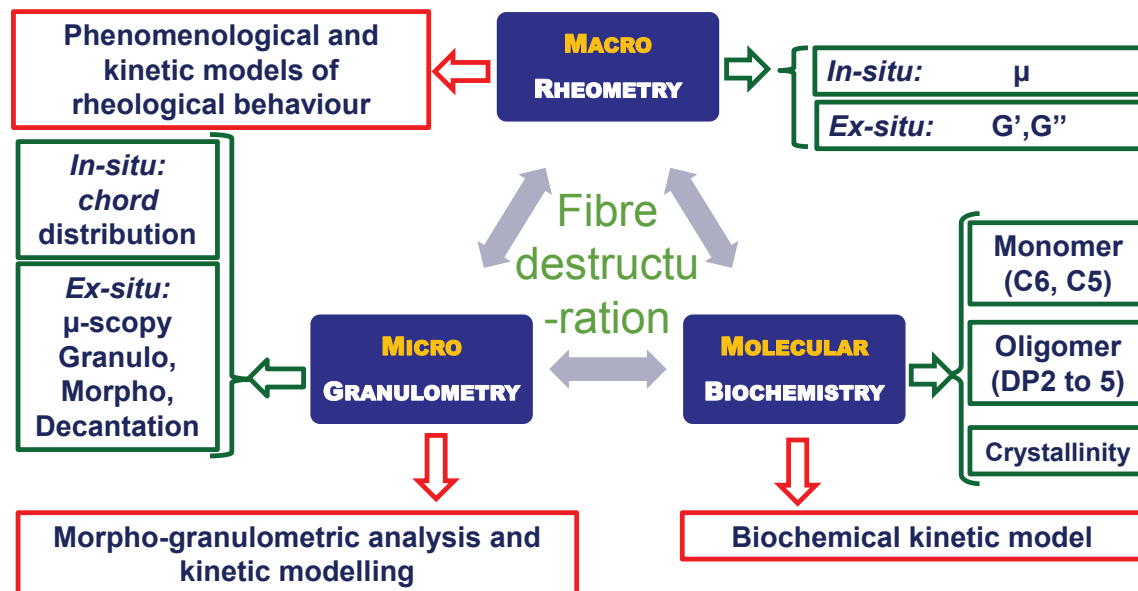 Phenomenological and
kinetic models of
rheological behaviour
MACRO
RHEOMETRY
In-situ: µ
Ex-situ: G’,G’’
In-situ:
chord
distribution
Ex-situ:
µ-scopy
Granulo,
Morpho,
Decantation
Fibre
destructu
-ration
MICRO
GRANULOMETRY
MOLECULAR
BIOCHEMISTRY
Monomer
(C6, C5)
Oligomer
(DP2 to 5)
Crystallinity
Morpho-granulometric analysis and
kinetic modelling
Biochemical kinetic model